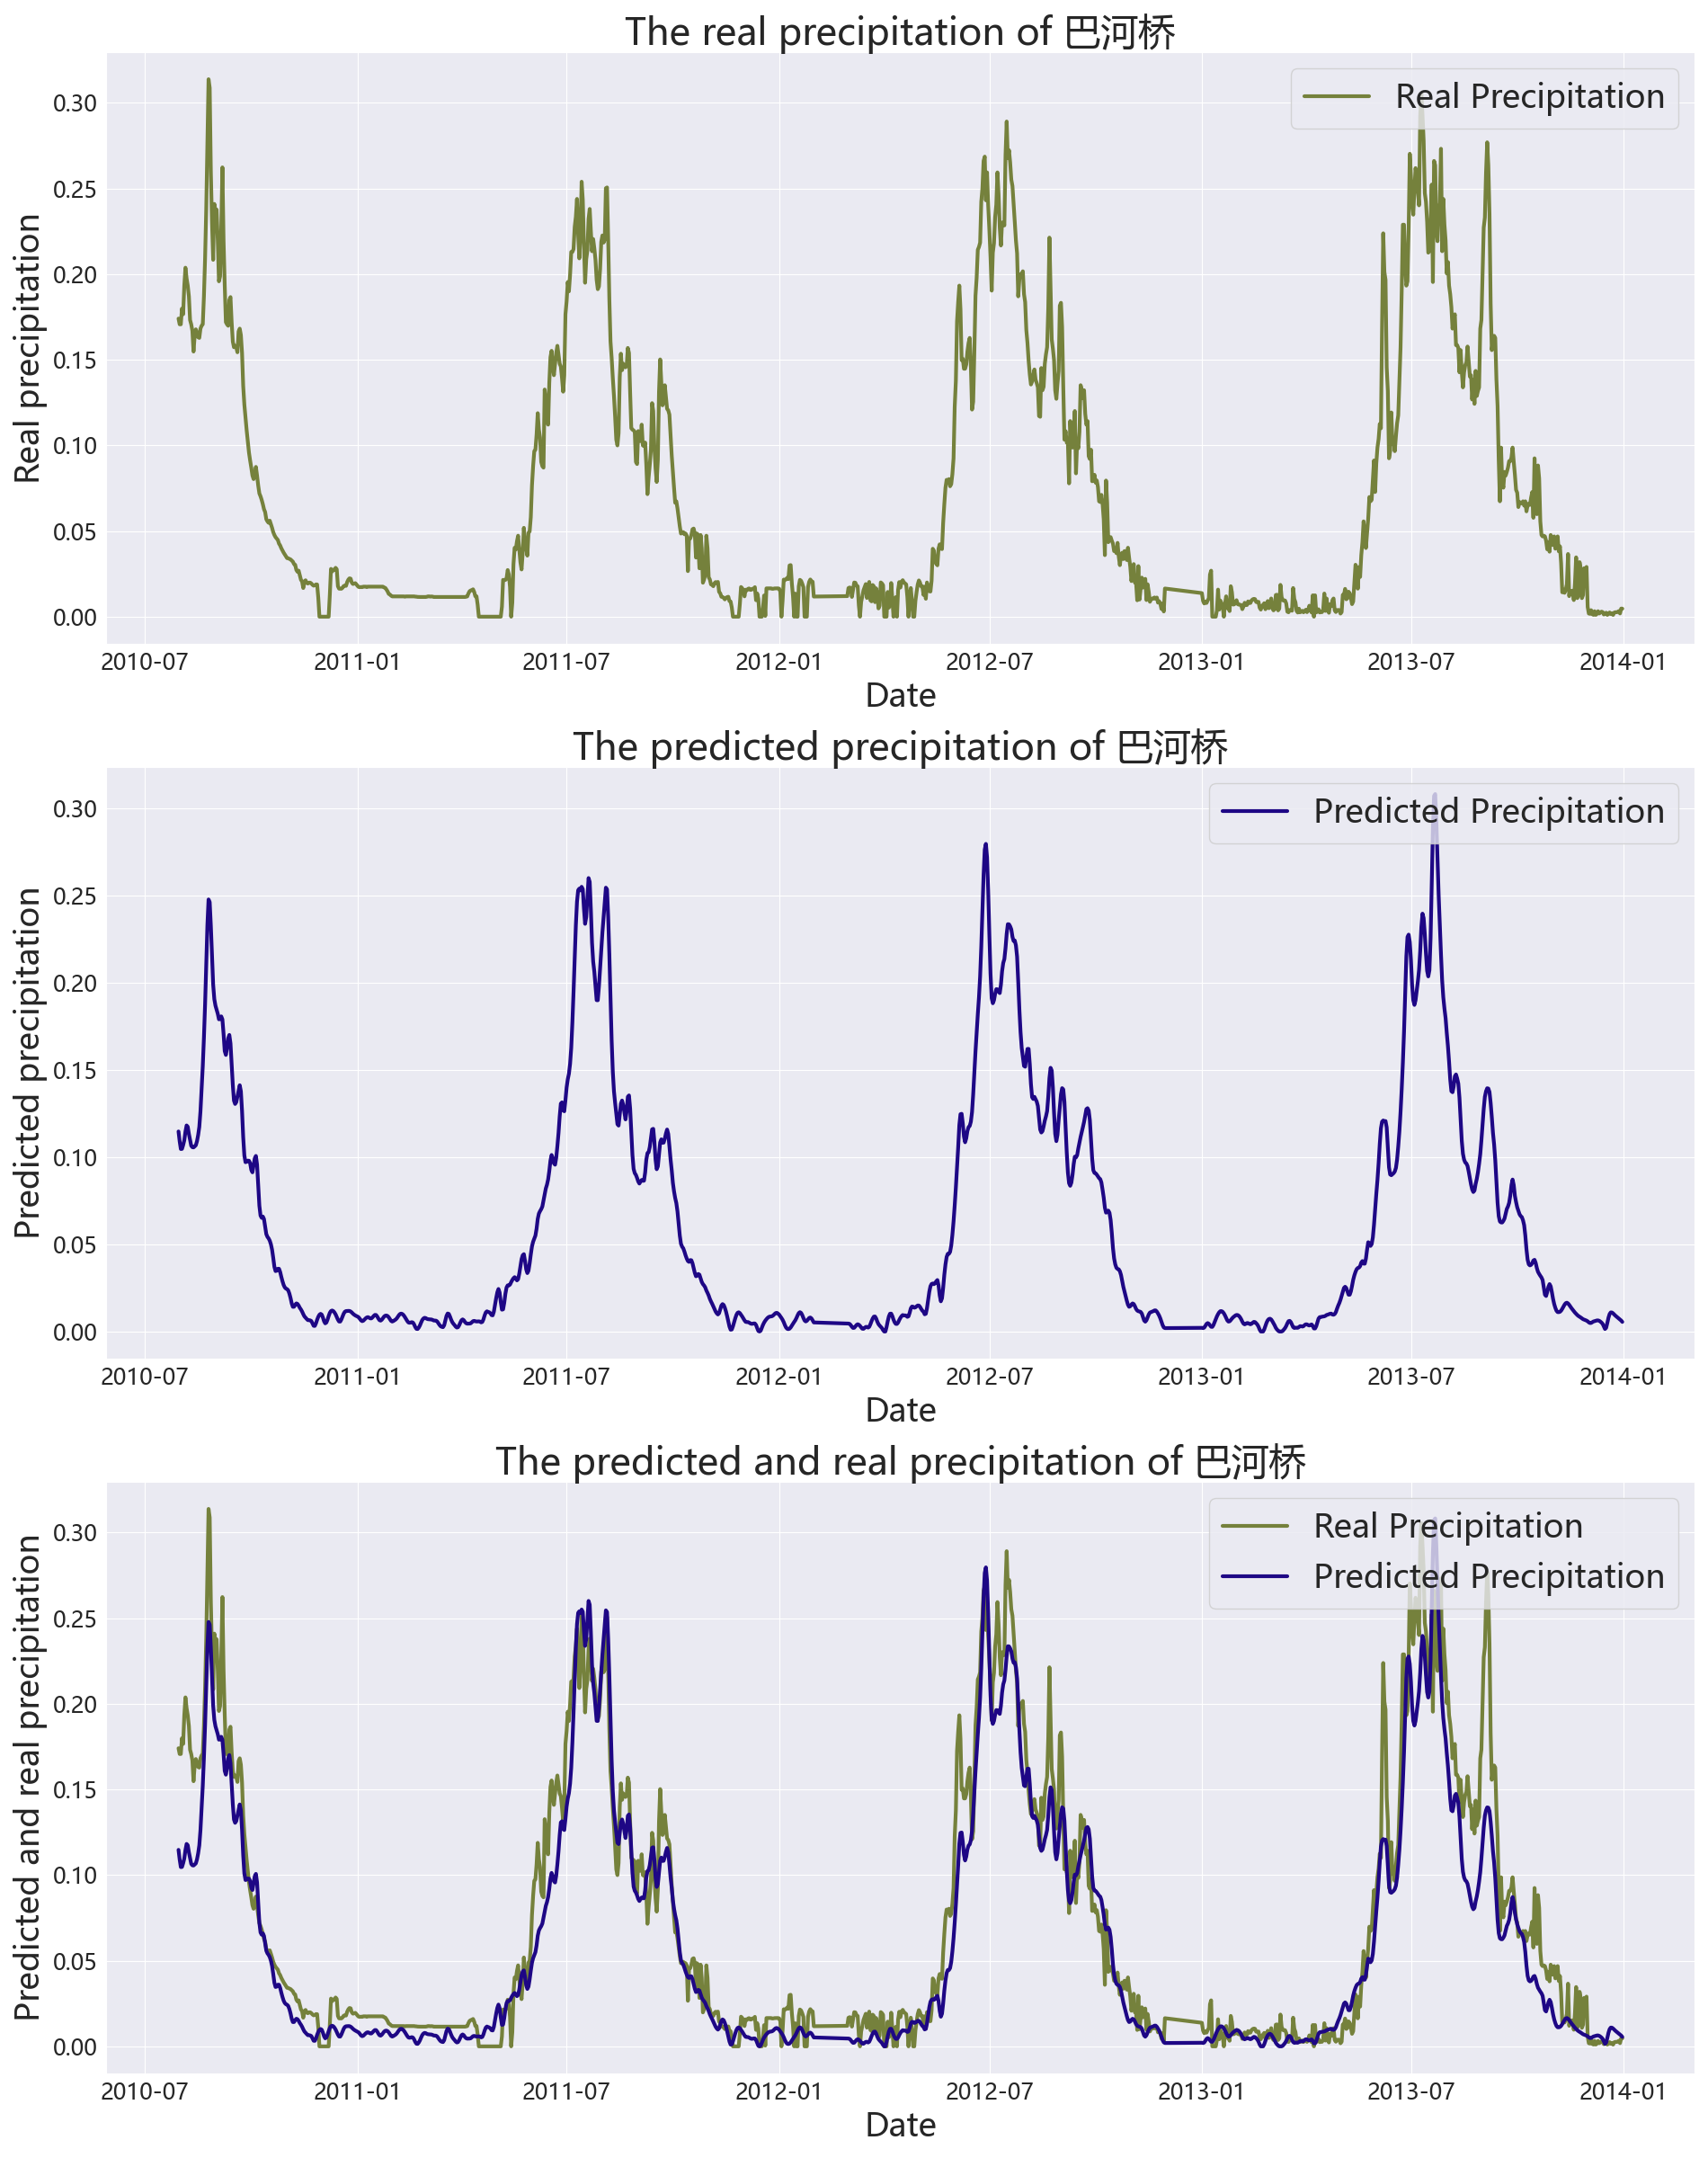 The real precipitation of 巴河桥
Real Precipitation
Real precipitation
0.30
0.25
0.20
0.15
0.10
0.05
0.00
2010-07 2011-01 2011-07 2012-01 2012-07 2013-01 2013-07 2014-01
Date
The predicted precipitation of 巴河桥
Predicted Precipitation
Predicted precipitation
0.30
0.25
0.20
0.15
0.10
0.05
0.00
2010-07 2011-01 2011-07 2012-01 2012-07 2013-01 2013-07 2014-01
Date
The predicted and real precipitation of 巴河桥
Real Precipitation
Predicted Precipitation
Predicted and real precipitation
0.30
0.25
0.20
0.15
0.10
0.05
0.00
2010-07 2011-01 2011-07 2012-01 2012-07 2013-01 2013-07 2014-01
Date